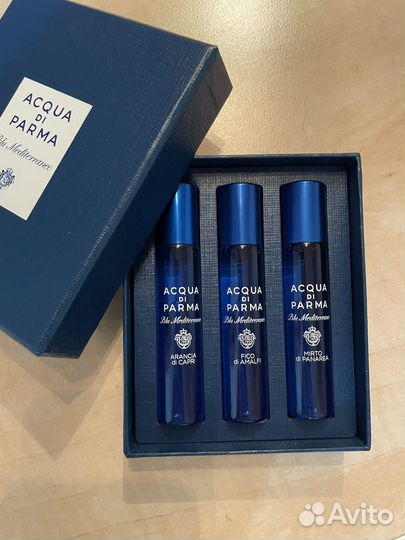 ACQUA
DI
PARMA
Blu Mediterraneo
ACQUA
DI
PARMA
Blu Mediterraneo
ARANCIA
di CAPRI
ACQUA
DI
PARMA
Blu Mediterraneo
FICO
di AMALFI
ACQUA
DI
PARMA
Blu Mediterraneo
MIRTO
di PANAREA
Avito